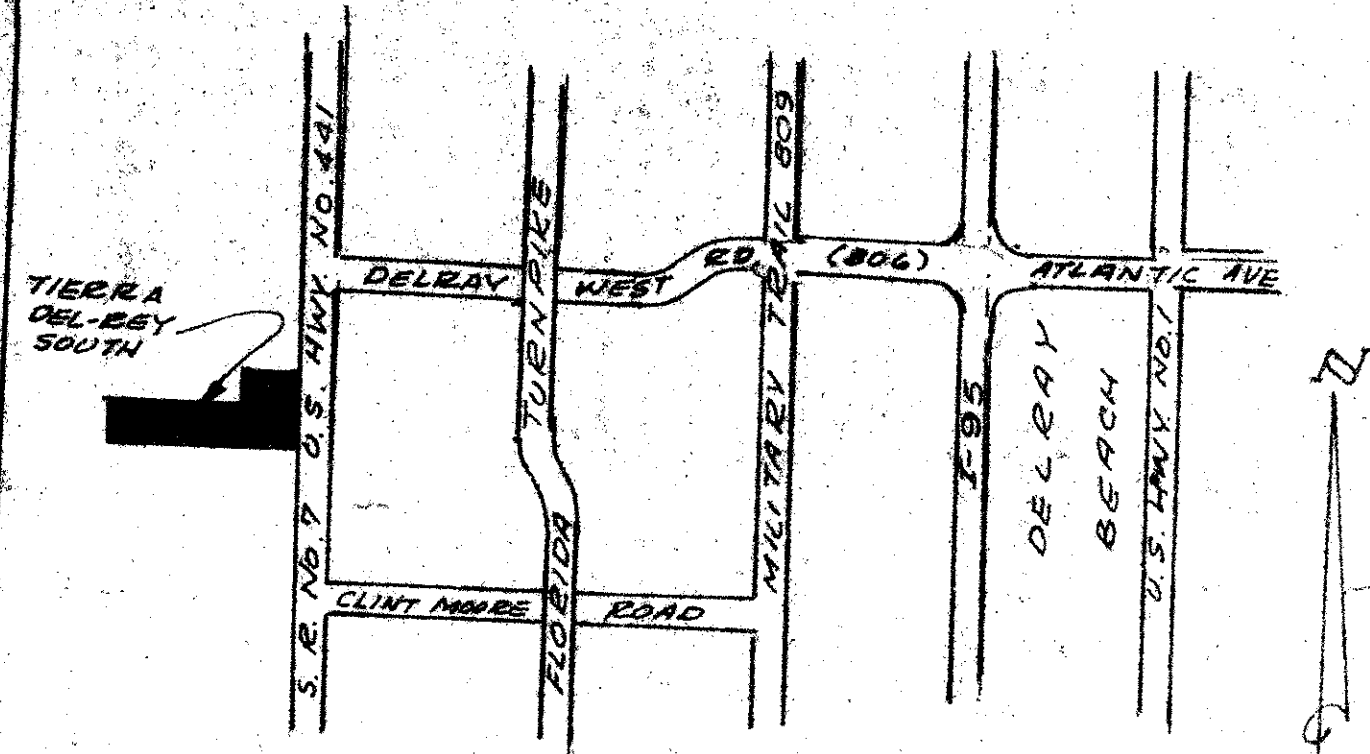 TIERRA
DEL-REY
SOUTH
S. R. NO. 7 U. S. HWY. NO. 441
DELRAY WEST RD. (806) ATLANTIC AVE
FLORIDA TURNPIKE
MILITARY TRAIL 809
I-95
DELRAY
BEACH
U. S. HWY. NO. 1
CLINT MOORE ROAD
N